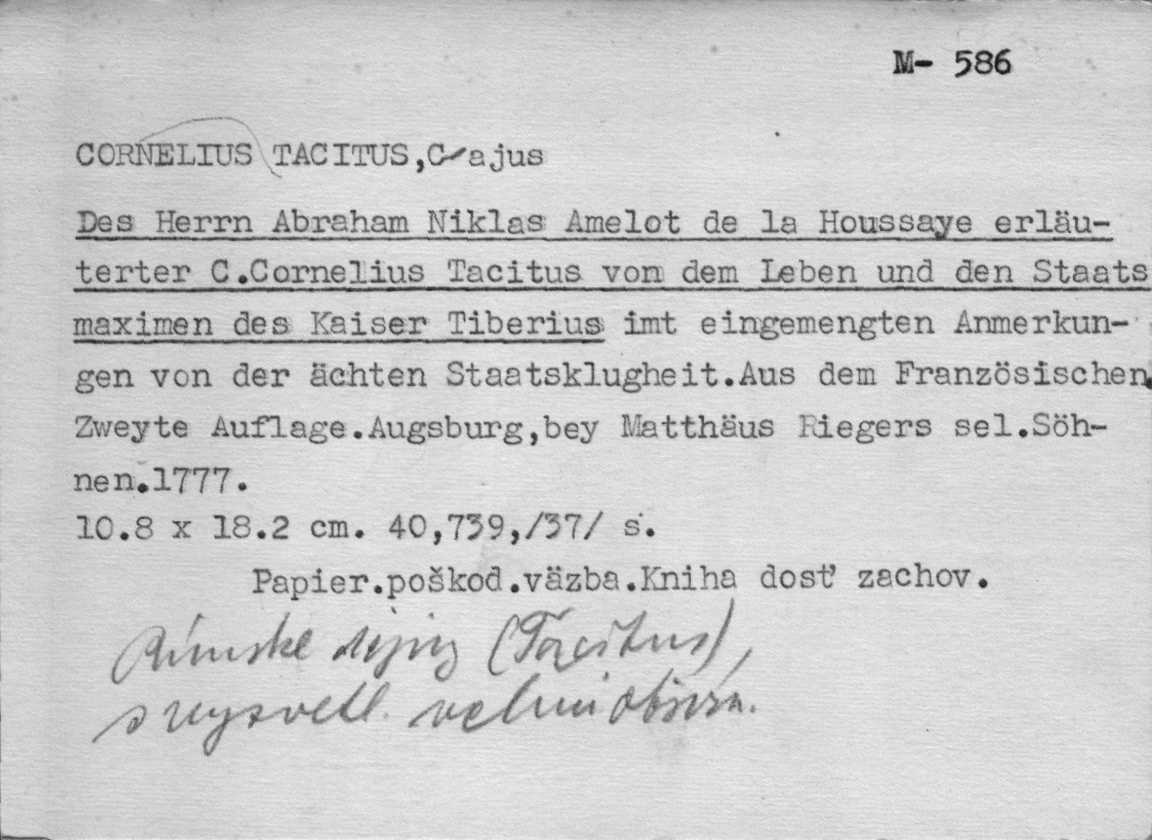 M- 586
CORNELIUS TACITUS,C ajus
Des Herrn Abraham Niklas Amelot de la Houssaye erläu-
terter C.Cornelius Tacitus von dem Leben und den Staats
maximen des Kaiser Tiberius imt eingemengten Anmerkun-
gen von der ächten Staatsklugheit.Aus dem Französischen.
Zweyte Auflage.Augsburg,bey Matthäus Riegers sel.Söh-
nen.1777.
10.8 x 18.2 cm. 40,739,/37/ s.
Papier.poškod.väzba.Kniha dosť zachov.
Rímske dejiny (Tacitus),
s vysvetl. veľmi obšírn.